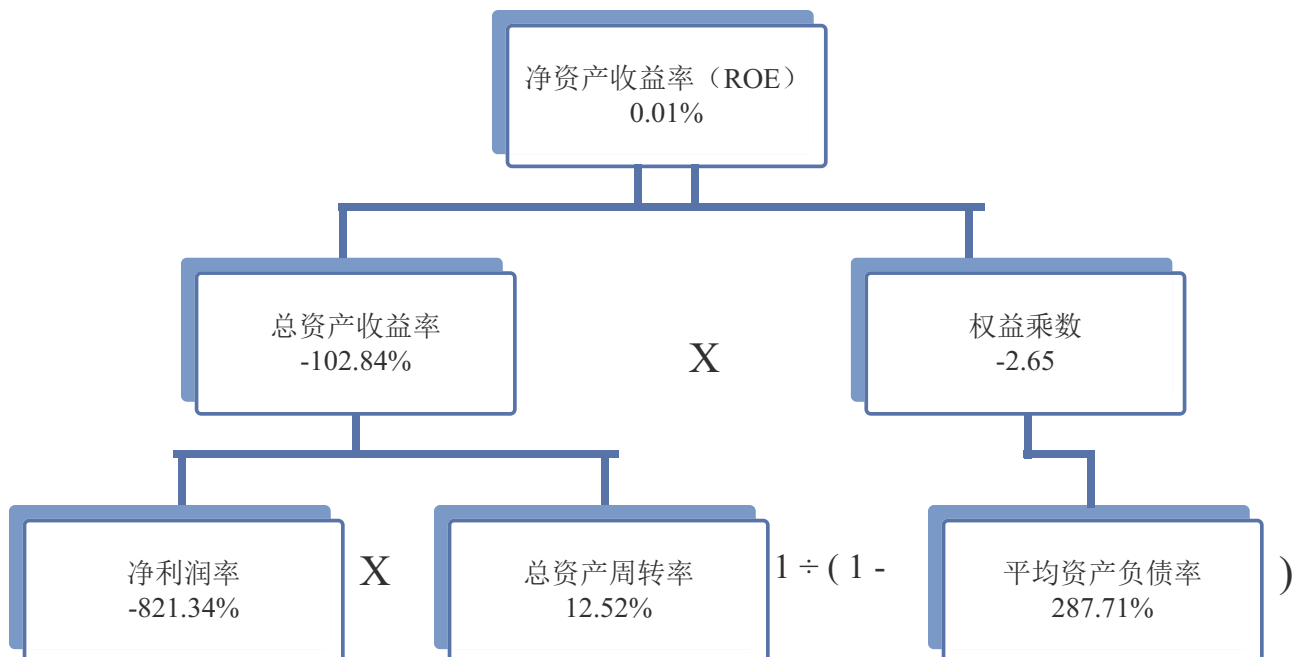 净资产收益率（ROE）
0.01%
总资产收益率
-102.84%
X
权益乘数
-2.65
净利润率
-821.34%
X
总资产周转率
12.52%
1 ÷ ( 1 -
平均资产负债率
287.71%
)